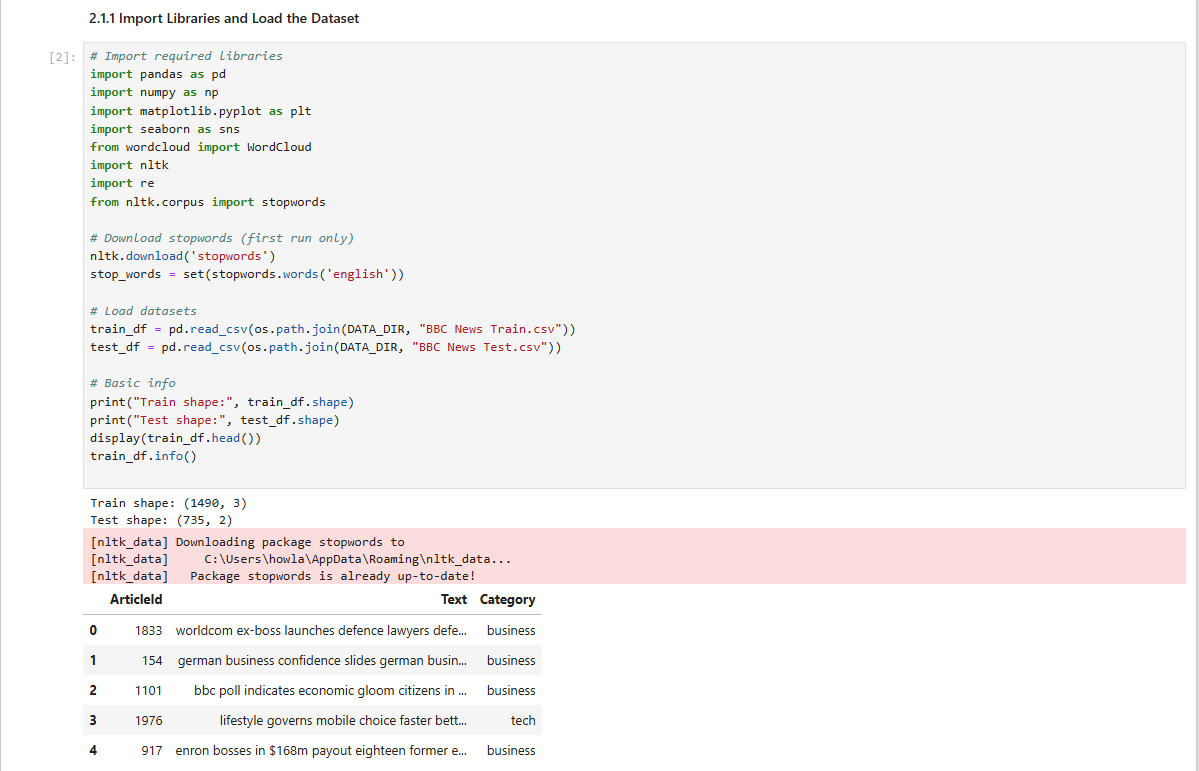 2.1.1 Import Libraries and Load the Dataset
[2]:
# Import required libraries
import pandas as pd
import numpy as np
import matplotlib.pyplot as plt
import seaborn as sns
from wordcloud import WordCloud
import nltk
import re
from nltk.corpus import stopwords

# Download stopwords (first run only)
nltk.download('stopwords')
stop_words = set(stopwords.words('english'))

# Load datasets
train_df = pd.read_csv(os.path.join(DATA_DIR, "BBC News Train.csv"))
test_df = pd.read_csv(os.path.join(DATA_DIR, "BBC News Test.csv"))

# Basic info
print("Train shape:", train_df.shape)
print("Test shape:", test_df.shape)
display(train_df.head())
train_df.info()

Train shape: (1490, 3)
Test shape: (735, 2)
[nltk_data] Downloading package stopwords to
[nltk_data]     C:\Users\howla\AppData\Roaming\nltk_data...
[nltk_data]   Package stopwords is already up-to-date!
ArticleId Text Category
0 1833 worldcom ex-boss launches defence lawyers defe... business
1 154 german business confidence slides german busin... business
2 1101 bbc poll indicates economic gloom citizens in ... business
3 1976 lifestyle governs mobile choice faster bett... tech
4 917 enron bosses in $168m payout eighteen former e... business